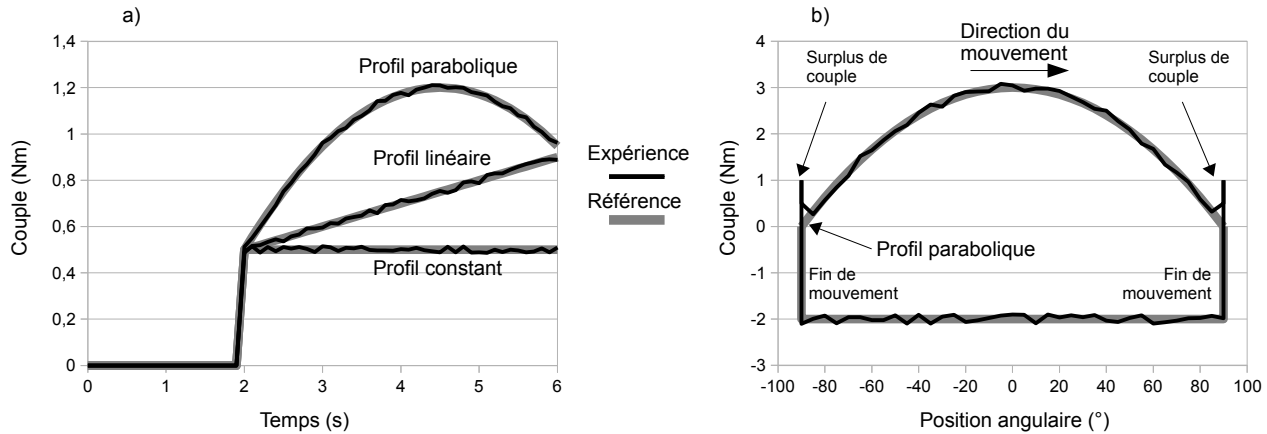 a)
1,4
1,2
1
0,8
0,6
0,4
0,2
0
Couple (Nm)
Profil parabolique
Profil linéaire
Profil constant
0 1 2 3 4 5 6
Temps (s)
Expérience
Référence
b)
Direction du
mouvement
Surplus de
couple
Surplus de
couple
4
3
2
1
0
-1
-2
-3
Couple (Nm)
Profil parabolique
Fin de
mouvement
Fin de
mouvement
-100 -80 -60 -40 -20 0 20 40 60 80 100
Position angulaire (°)